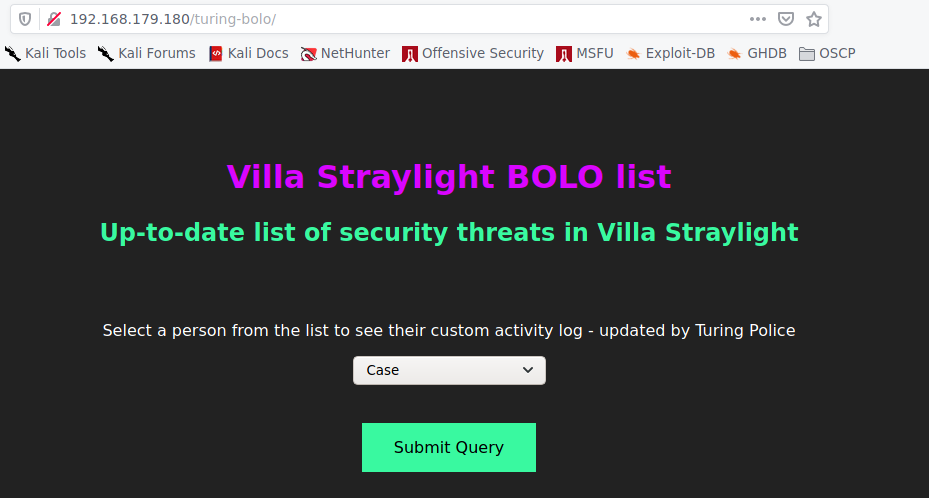 192.168.179.180/turing-bolo/
Kali Tools Kali Forums Kali Docs NetHunter Offensive Security MSFU Exploit-DB GHDB OSCP
Villa Straylight BOLO list
Up-to-date list of security threats in Villa Straylight
Select a person from the list to see their custom activity log - updated by Turing Police
Case
Submit Query